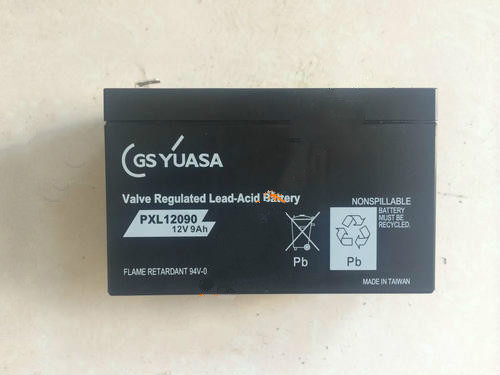 GS YUASA
Valve Regulated Lead-Acid Battery
PXL12090
12V 9Ah
FLAME RETARDANT 94V-0
Pb
NONSPILLABLE
BATTERY
MUST BE
RECYCLED.
Pb
MADE IN TAIWAN